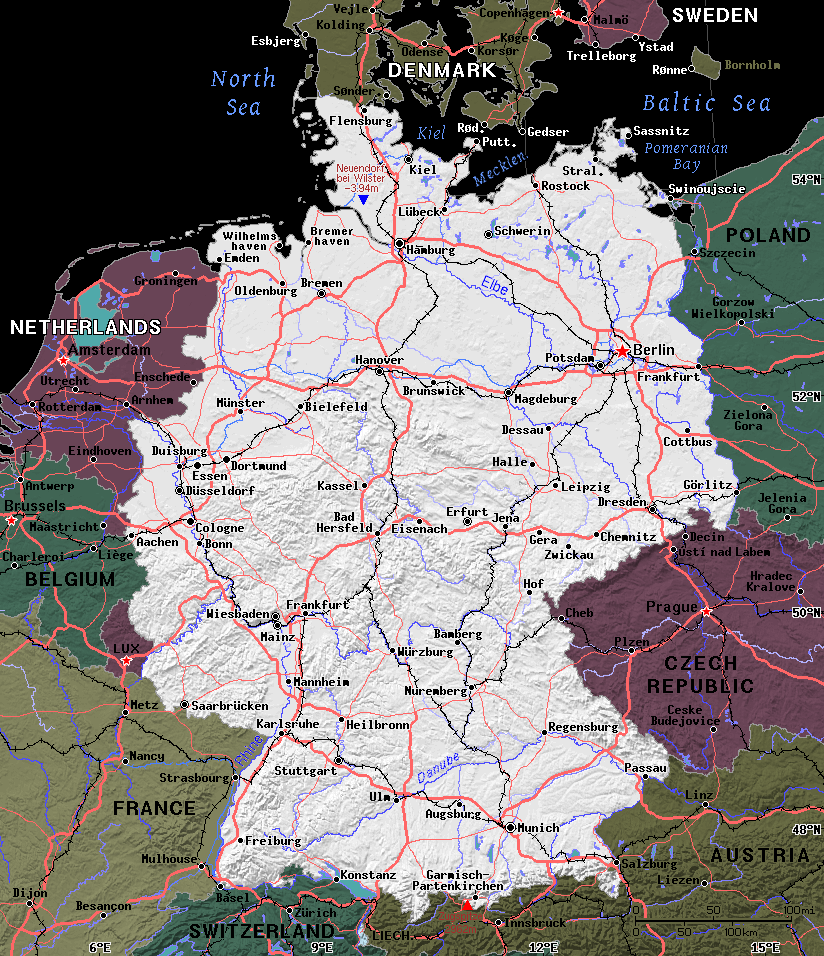 Vejle
Kolding
Copenhagen
Malmö
SWEDEN
Esbjerg
Odense
Korsør
Køge
Trelleborg
Ystad
Rønne
Bornholm
DENMARK
North
Sea
Baltic Sea
Sønder.
Flensburg
Kiel
Rød.
Putt.
Gedser
Sassnitz
Pomeranian
Bay
Mecklen.
Stral.
Kiel
Rostock
Swinoujscie
54°N
Neuendorf
bei Wilster
-3.94m
Lübeck
Wilhelms
haven
Bremer
haven
Schwerin
POLAND
Emden
Hamburg
Szczecin
Groningen
Oldenburg
Bremen
Elbe
Gorzow
Wielkopolski
NETHERLANDS
Amsterdam
Berlin
Hanover
Potsdam
Utrecht
Enschede
Frankfurt
Brunswick
Magdeburg
52°N
Rotterdam
Arnhem
Münster
Bielefeld
Zielona
Gora
Dessau
Cottbus
Eindhoven
Duisburg
Dortmund
Essen
Halle
Antwerp
Düsseldorf
Kassel
Leipzig
Görlitz
Brussels
Dresden
Jelenia
Gora
Maastricht
Cologne
Bad
Hersfeld
Eisenach
Erfurt
Jena
Aachen
Bonn
Gera
Chemnitz
Decin
Zwickau
Usti nad Labem
Charleroi
Liège
BELGIUM
Hof
Hradec
Kralove
Wiesbaden
Frankfurt
Cheb
Prague
50°N
Mainz
Bamberg
LUX
Würzburg
Plzen
CZECH
REPUBLIC
Mannheim
Nuremberg
Metz
Saarbrücken
Ceske
Budejovice
Karlsruhe
Heilbronn
Regensburg
Nancy
Rhine
Stuttgart
Danube
Passau
Strasbourg
Linz
FRANCE
Ulm
Augsburg
Munich
48°N
Freiburg
AUSTRIA
Mulhouse
Salzburg
Konstanz
Garmisch-
Partenkirchen
Liezen
Dijon
Basel
Besançon
Zürich
Innsbruck
0 50 100mi
0 50 100km
SWITZERLAND
LIECH.
6°E
9°E
12°E
15°E